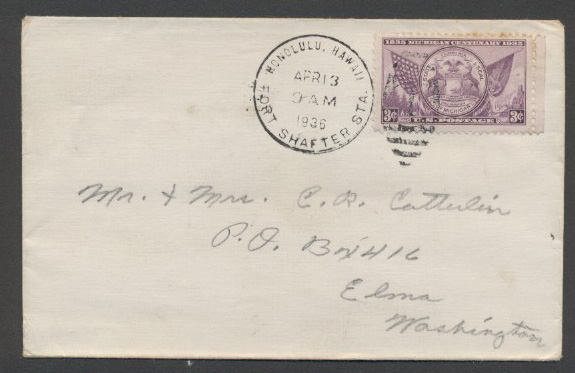 HONOLULU, HAWAII
APR 13
9 AM
1936
FORT SHAFTER STA.
1835 MICHIGAN CENTENARY 1935
3¢ U.S. POSTAGE 3¢
Mr. & Mrs. C. R. Catterlin
P.O. Box 416
Elma
Washington